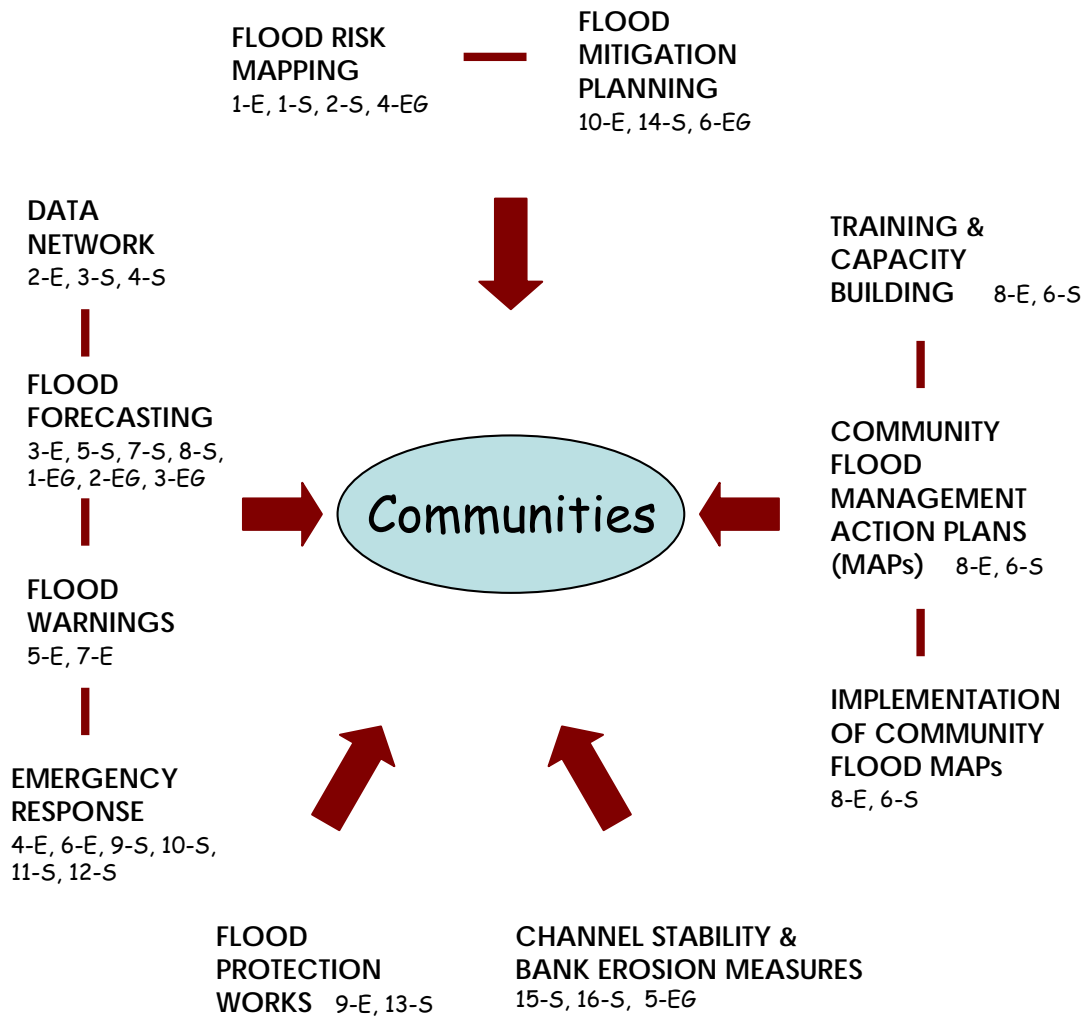 FLOOD RISK
MAPPING
1-E, 1-S, 2-S, 4-EG
FLOOD
MITIGATION
PLANNING
10-E, 14-S, 6-EG
DATA
NETWORK
2-E, 3-S, 4-S
FLOOD
FORECASTING
3-E, 5-S, 7-S, 8-S,
1-EG, 2-EG, 3-EG
FLOOD
WARNINGS
5-E, 7-E
EMERGENCY
RESPONSE
4-E, 6-E, 9-S, 10-S,
11-S, 12-S
Communities
TRAINING &
CAPACITY
BUILDING 8-E, 6-S
COMMUNITY
FLOOD
MANAGEMENT
ACTION PLANS
(MAPs) 8-E, 6-S
IMPLEMENTATION
OF COMMUNITY
FLOOD MAPs
8-E, 6-S
FLOOD
PROTECTION
WORKS 9-E, 13-S
CHANNEL STABILITY &
BANK EROSION MEASURES
15-S, 16-S, 5-EG